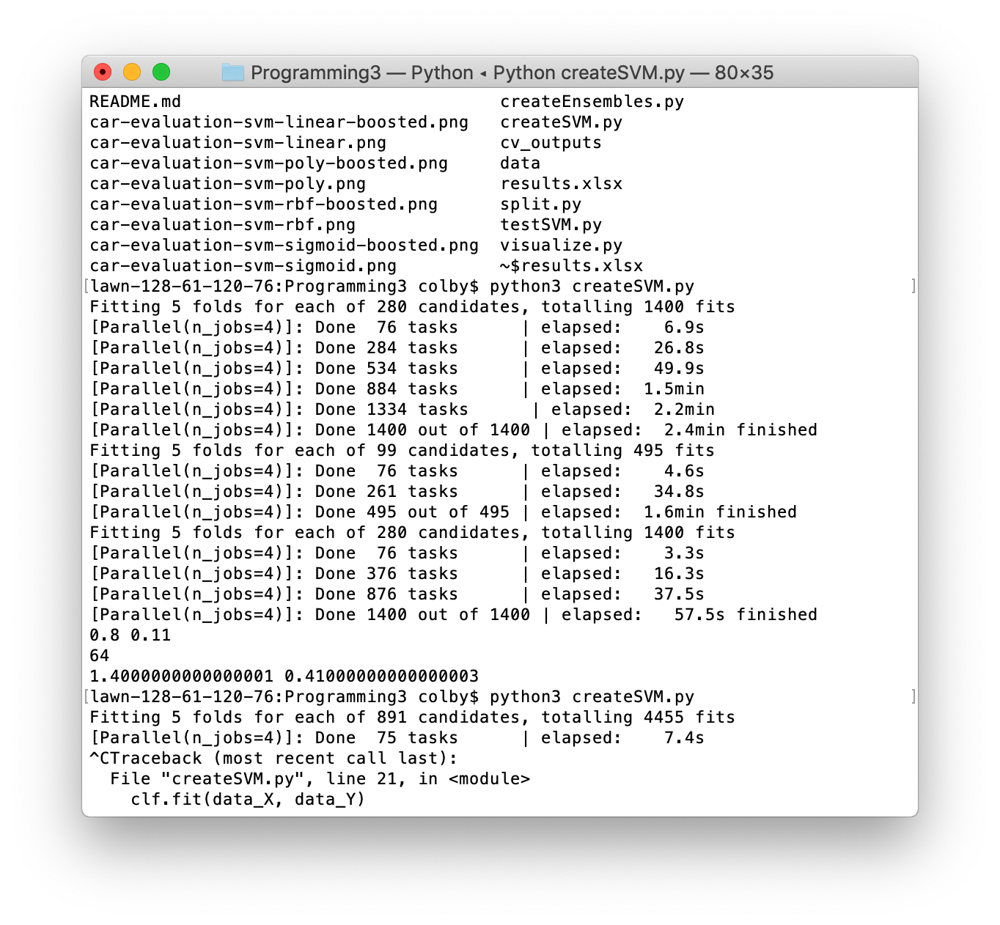 Programming3 — Python ◂ Python createSVM.py — 80×35
README.md                               createEnsembles.py
car-evaluation-svm-linear-boosted.png   createSVM.py
car-evaluation-svm-linear.png           cv_outputs
car-evaluation-svm-poly-boosted.png     data
car-evaluation-svm-poly.png             results.xlsx
car-evaluation-svm-rbf-boosted.png      split.py
car-evaluation-svm-rbf.png              testSVM.py
car-evaluation-svm-sigmoid-boosted.png  visualize.py
car-evaluation-svm-sigmoid.png          ~$results.xlsx
[lawn-128-61-120-76:Programming3 colby$ python3 createSVM.py                     ]
Fitting 5 folds for each of 280 candidates, totalling 1400 fits
[Parallel(n_jobs=4)]: Done  76 tasks      | elapsed:    6.9s
[Parallel(n_jobs=4)]: Done 284 tasks      | elapsed:   26.8s
[Parallel(n_jobs=4)]: Done 534 tasks      | elapsed:   49.9s
[Parallel(n_jobs=4)]: Done 884 tasks      | elapsed:  1.5min
[Parallel(n_jobs=4)]: Done 1334 tasks      | elapsed:  2.2min
[Parallel(n_jobs=4)]: Done 1400 out of 1400 | elapsed:  2.4min finished
Fitting 5 folds for each of 99 candidates, totalling 495 fits
[Parallel(n_jobs=4)]: Done  76 tasks      | elapsed:    4.6s
[Parallel(n_jobs=4)]: Done 261 tasks      | elapsed:   34.8s
[Parallel(n_jobs=4)]: Done 495 out of 495 | elapsed:  1.6min finished
Fitting 5 folds for each of 280 candidates, totalling 1400 fits
[Parallel(n_jobs=4)]: Done  76 tasks      | elapsed:    3.3s
[Parallel(n_jobs=4)]: Done 376 tasks      | elapsed:   16.3s
[Parallel(n_jobs=4)]: Done 876 tasks      | elapsed:   37.5s
[Parallel(n_jobs=4)]: Done 1400 out of 1400 | elapsed:   57.5s finished
0.8 0.11
64
1.4000000000000001 0.41000000000000003
[lawn-128-61-120-76:Programming3 colby$ python3 createSVM.py                     ]
Fitting 5 folds for each of 891 candidates, totalling 4455 fits
[Parallel(n_jobs=4)]: Done  75 tasks      | elapsed:    7.4s
^CTraceback (most recent call last):
  File "createSVM.py", line 21, in <module>
    clf.fit(data_X, data_Y)